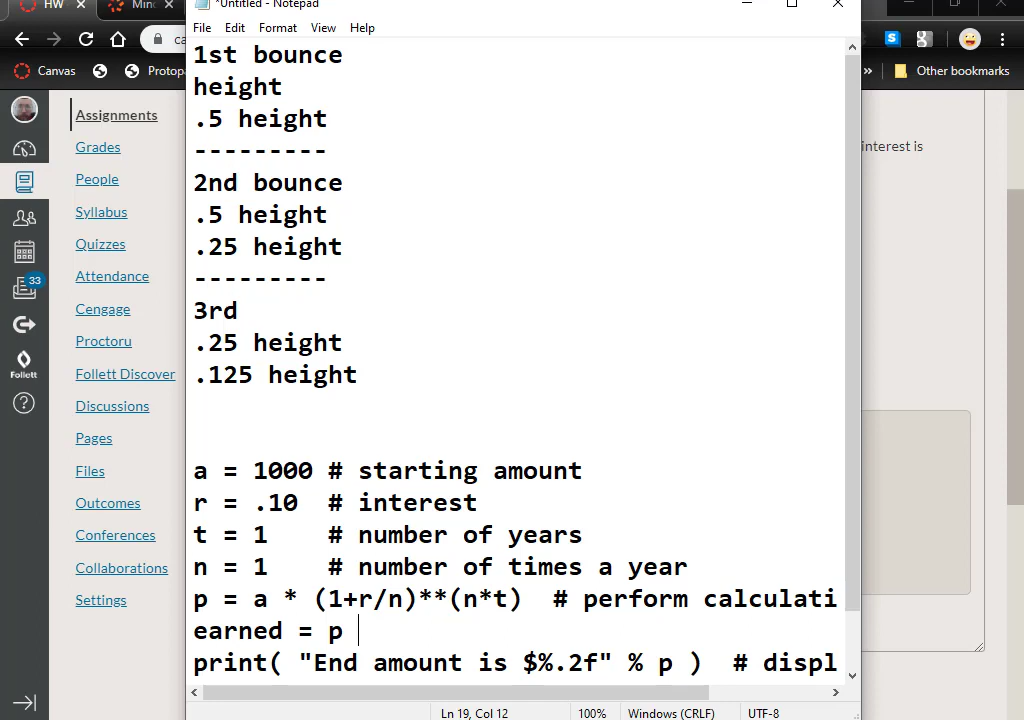 HW
Min
*Untitled - Notepad
File Edit Format View Help
ca
Canvas
Protop
Other bookmarks
Assignments
Grades
People
Syllabus
Quizzes
Attendance
Cengage
Proctoru
Follett Discover
Discussions
Pages
Files
Outcomes
Conferences
Collaborations
Settings
33
Follett
1st bounce
height
.5 height
---------
2nd bounce
.5 height
.25 height
---------
3rd
.25 height
.125 height
a = 1000 # starting amount
r = .10 # interest
t = 1 # number of years
n = 1 # number of times a year
p = a * (1+r/n)**(n*t) # perform calculati
earned = p
print( "End amount is $%.2f" % p ) # displ
interest is
Ln 19, Col 12
100%
Windows (CRLF)
UTF-8